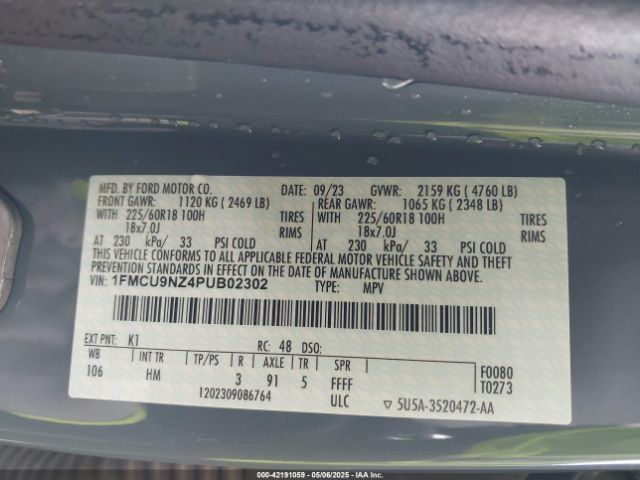 MFD. BY FORD MOTOR CO. DATE: 09/23 GVWR: 2159 KG ( 4760 LB)
FRONT GAWR: 1120 KG ( 2469 LB) REAR GAWR: 1065 KG ( 2348 LB)
WITH 225/60R18 100H TIRES WITH 225/60R18 100H TIRES
18x7.0J RIMS 18x7.0J RIMS
AT 230 kPa/ 33 PSI COLD AT 230 kPa/ 33 PSI COLD
THIS VEHICLE CONFORMS TO ALL APPLICABLE FEDERAL MOTOR VEHICLE SAFETY AND THEFT
PREVENTION STANDARDS IN EFFECT ON THE DATE OF MANUFACTURE SHOWN ABOVE.
VIN: 1FMCU9NZ4PUB02302 TYPE: MPV
EXT PNT: K1 RC: 48 DSO:
WB INT TR TP/PS R AXLE TR SPR F0080
106 HM 3 91 5 FFFF T0273
1202309086764 ULC ▽ 5U5A-3520472-AA
000-42191059 - 05/06/2025 - IAAI.COM